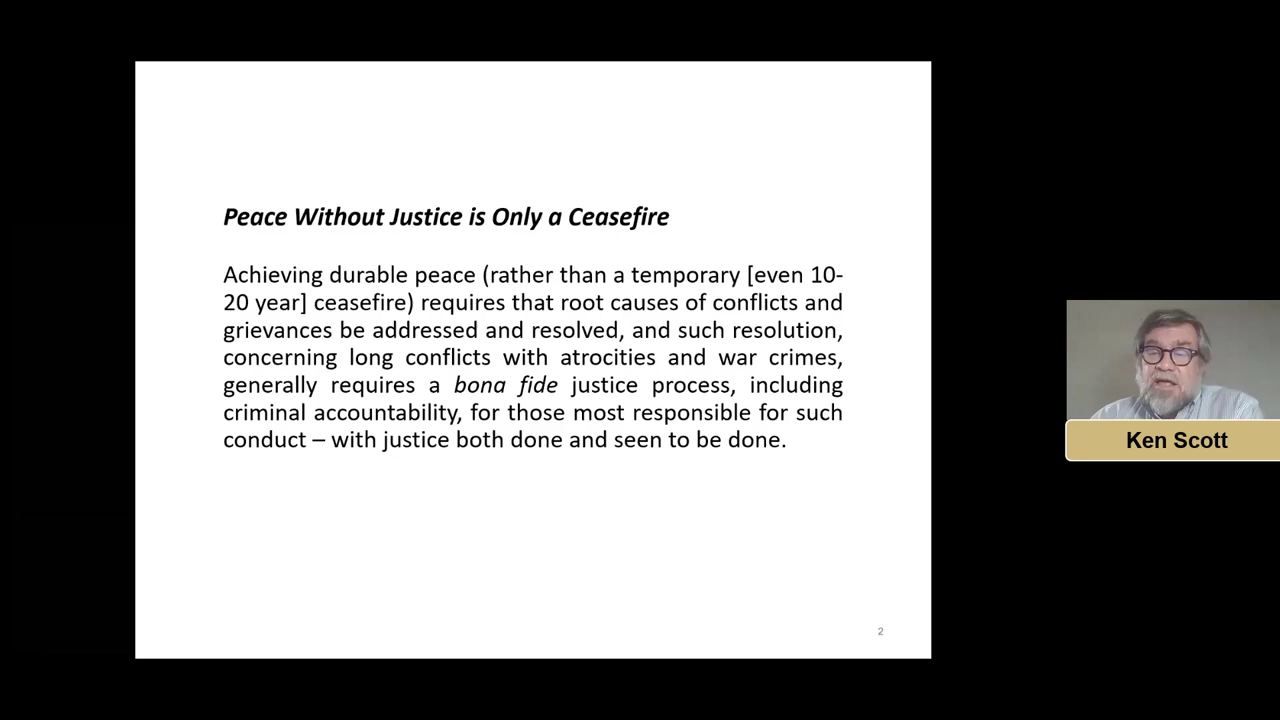 Peace Without Justice is Only a Ceasefire
Achieving durable peace (rather than a temporary [even 10-
20 year] ceasefire) requires that root causes of conflicts and
grievances be addressed and resolved, and such resolution,
concerning long conflicts with atrocities and war crimes,
generally requires a bona fide justice process, including
criminal accountability, for those most responsible for such
conduct – with justice both done and seen to be done.
Ken Scott
2